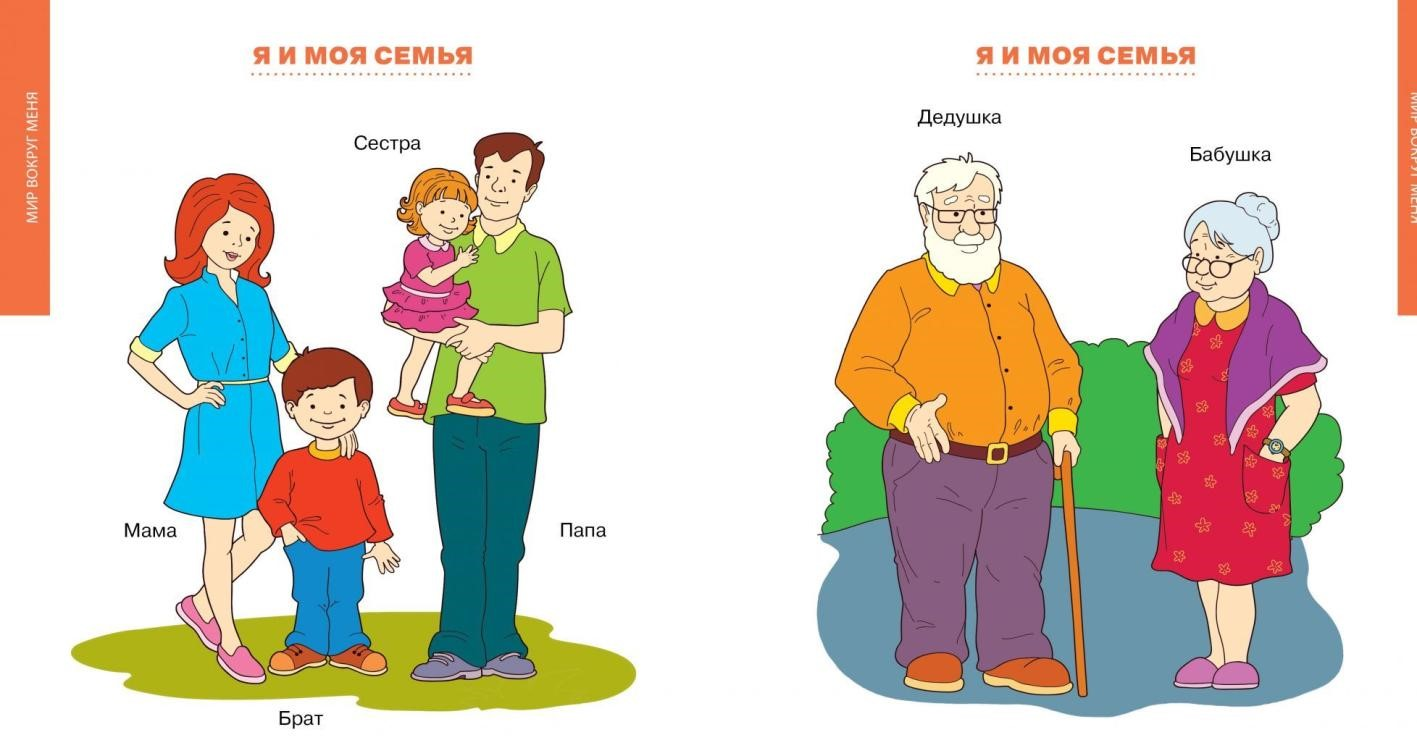 МИР ВОКРУГ МЕНЯ
Я И МОЯ СЕМЬЯ
Сестра
Мама
Папа
Брат
Я И МОЯ СЕМЬЯ
Дедушка
Бабушка
МИР ВОКРУГ МЕНЯ